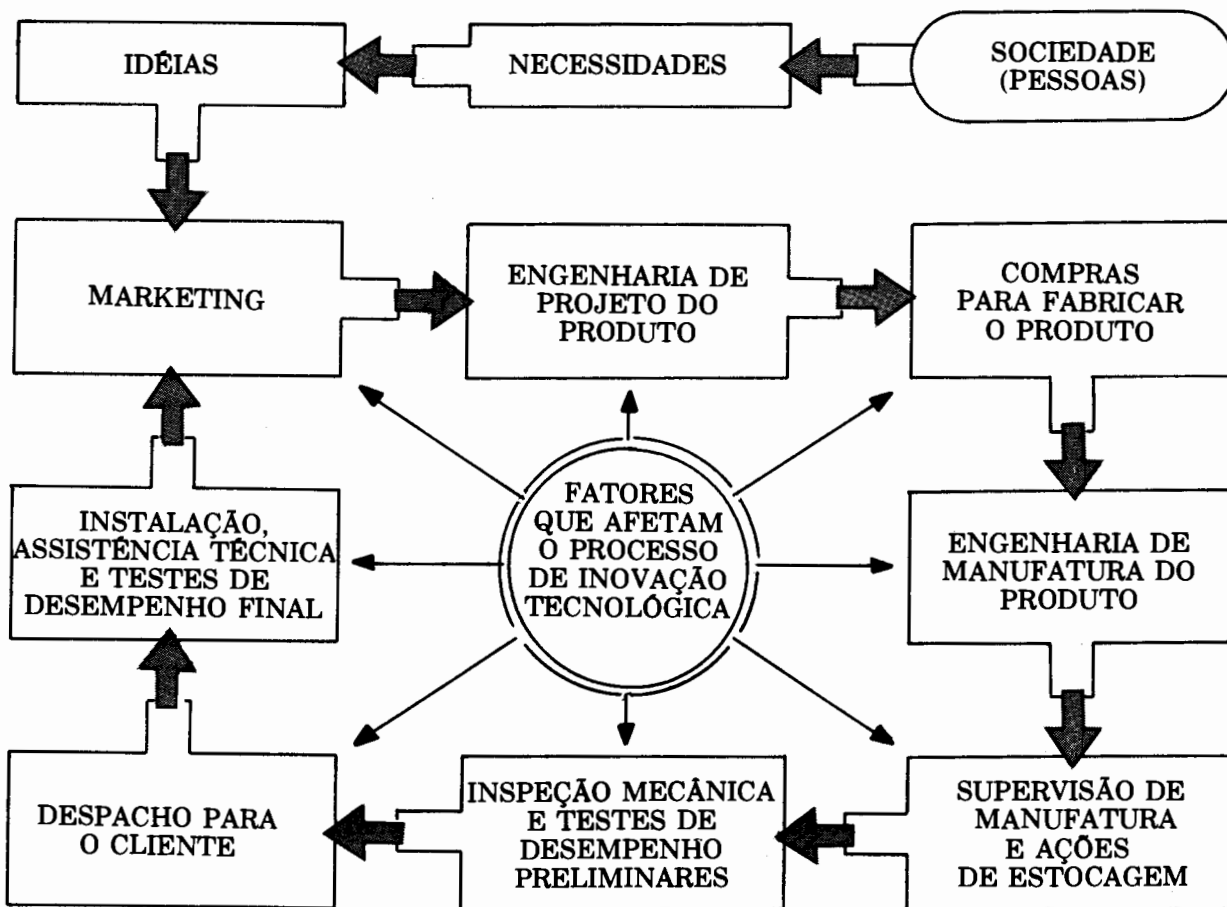 IDÉIAS
NECESSIDADES
SOCIEDADE
(PESSOAS)
MARKETING
ENGENHARIA DE
PROJETO DO
PRODUTO
COMPRAS
PARA FABRICAR
O PRODUTO
INSTALAÇÃO,
ASSISTÉNCIA TÉCNICA
E TESTES DE
DESEMPENHO FINAL
FATORES
QUE AFETAM
O PROCESSO
DE INOVAÇÃO
TECNOLÓGICA
ENGENHARIA DE
MANUFATURA DO
PRODUTO
DESPACHO PARA
O CLIENTE
INSPEÇÃO MECÂNICA
E TESTES DE
DESEMPENHO
PRELIMINARES
SUPERVISÃO DE
MANUFATURA
E AÇÕES
DE ESTOCAGEM